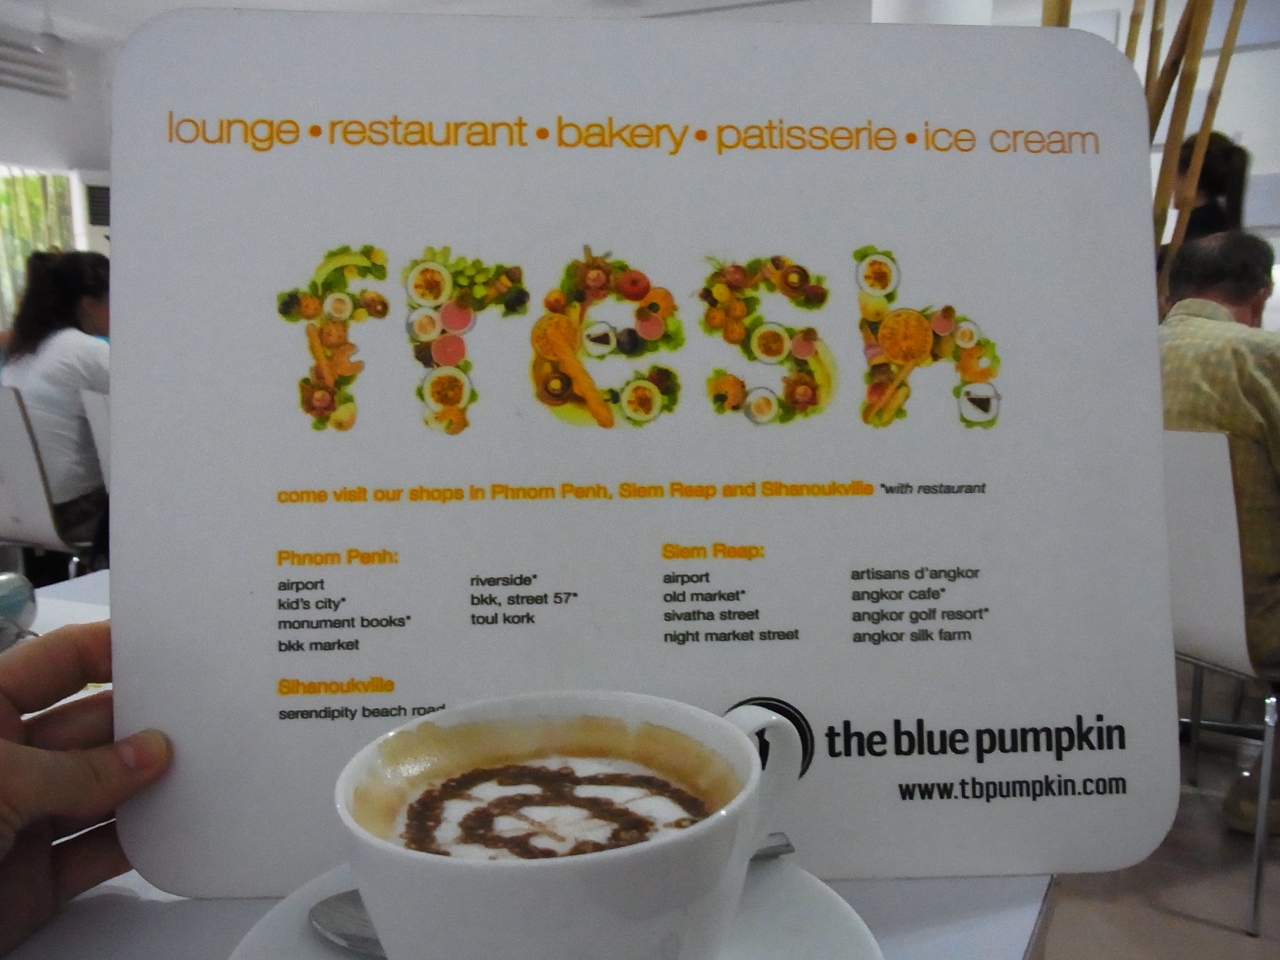 lounge • restaurant • bakery • patisserie • ice cream
fresh
come visit our shops in Phnom Penh, Siem Reap and Sihanoukville *with restaurant
Phnom Penh:
airport
kid's city*
monument books*
bkk market
riverside*
bkk, street 57*
toul kork
Siem Reap:
airport
old market*
sivatha street
night market street
artisans d'angkor
angkor cafe*
angkor golf resort*
angkor silk farm
Sihanoukville
serendipity beach road
the blue pumpkin
www.tbpumpkin.com